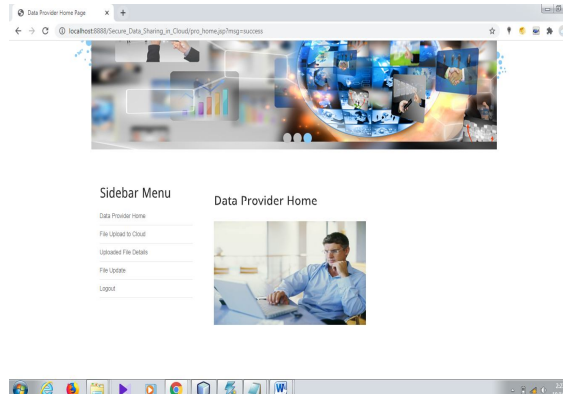 Data Provider Home Page
localhost:8888/Secure_Data_Sharing_in_Cloud/pro_home.jsp?msg=success
Sidebar Menu
Data Provider Home
File Upload to Cloud
Uploaded File Details
File Update
Logout
Data Provider Home